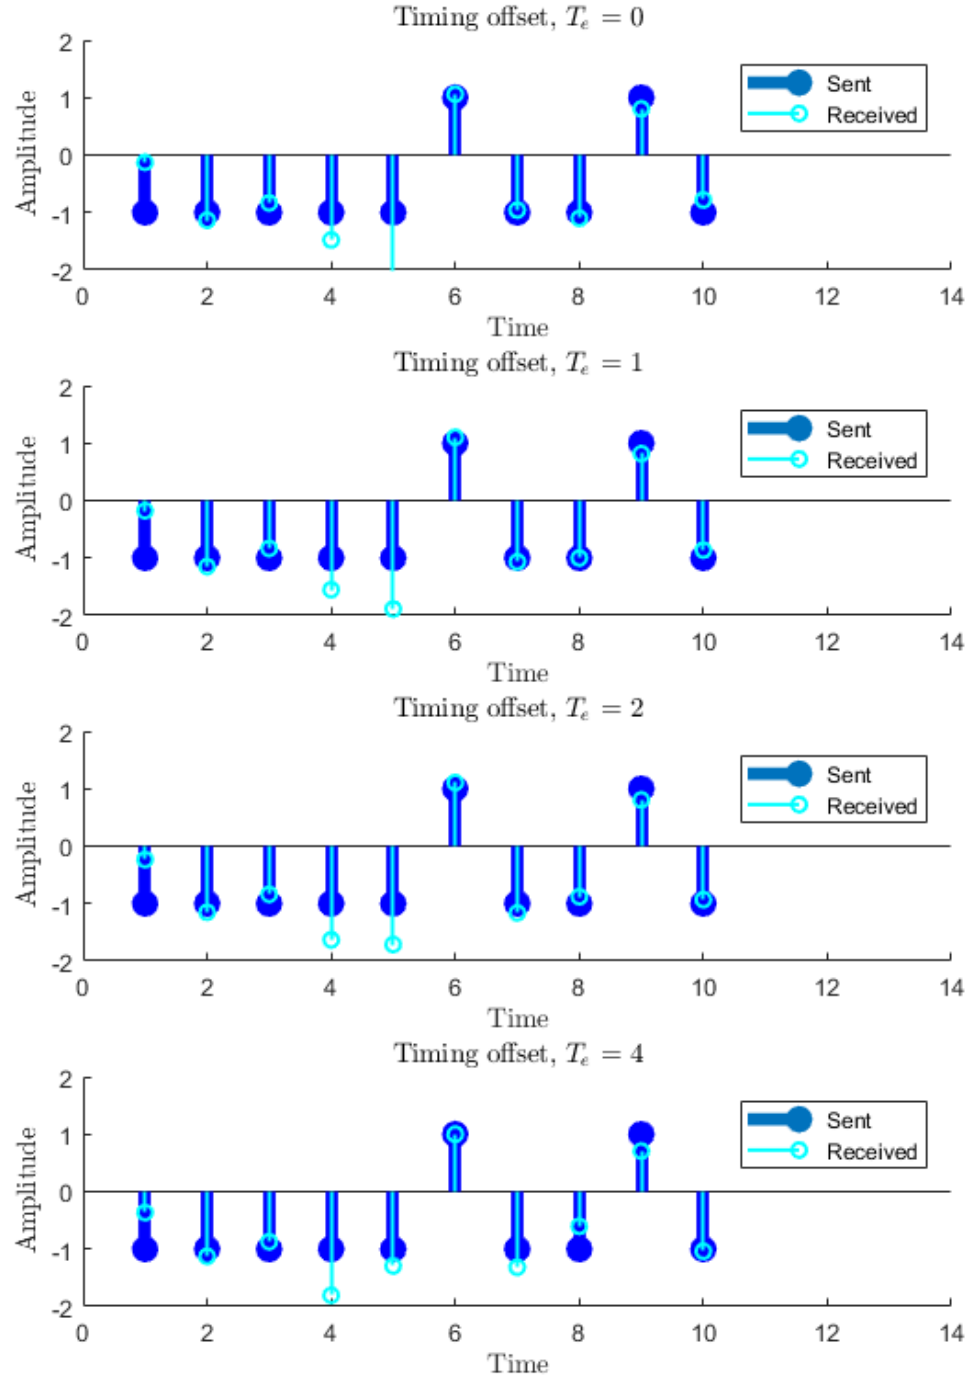 Timing offset, T_e = 0
2
1
0
-1
-2
Amplitude
Sent
Received
0 2 4 6 8 10 12 14
Time
Timing offset, T_e = 1
2
1
0
-1
-2
Amplitude
Sent
Received
0 2 4 6 8 10 12 14
Time
Timing offset, T_e = 2
2
1
0
-1
-2
Amplitude
Sent
Received
0 2 4 6 8 10 12 14
Time
Timing offset, T_e = 4
2
1
0
-1
-2
Amplitude
Sent
Received
0 2 4 6 8 10 12 14
Time